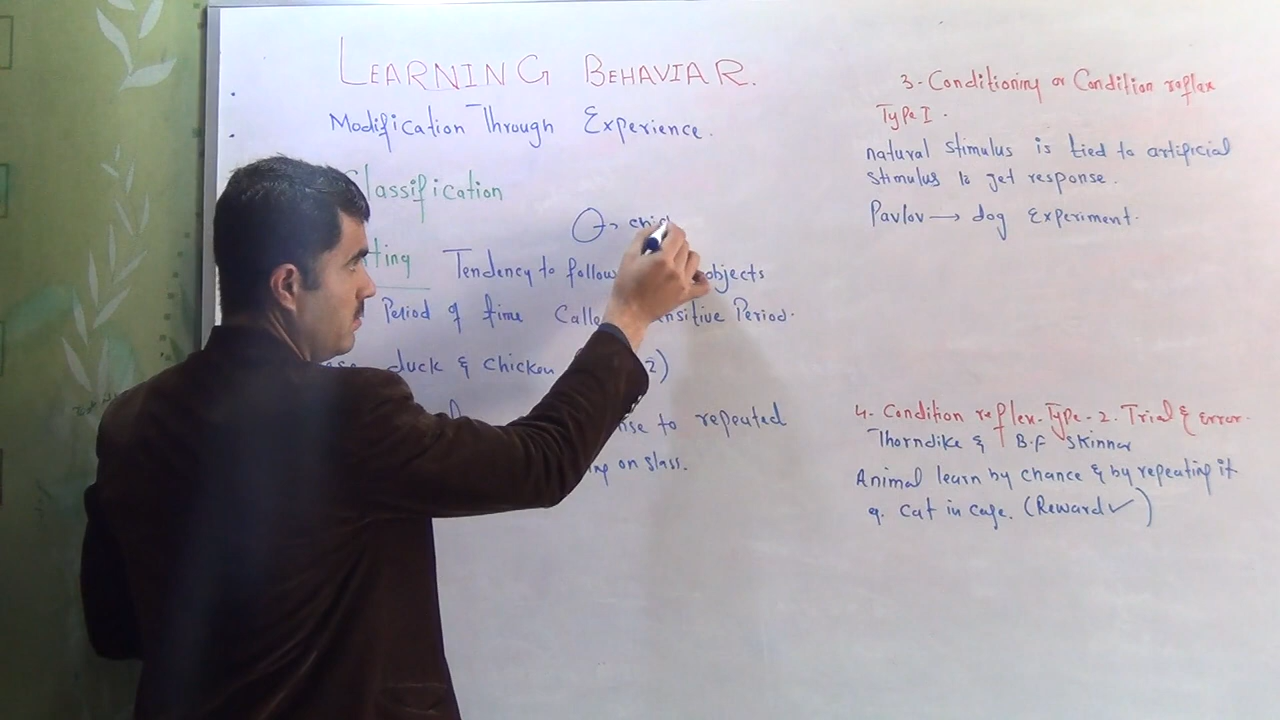 LEARNING BEHAVIAR.
Modification Through Experience.
Classification
Tendency to follow objects
Period of time Called Sensitive Period.
duck & chicken
to repeated
on glass.
3- Conditioning or Condition reflex
Type I.
natural stimulus is tied to artificial
stimulus to get response.
Pavlov → dog Experiment.
4- Condition reflex-Type-2. Trial & error.
Thorndike & B.F Skinner
Animal learn by chance & by repeating it
eg. Cat in cage. (Reward✓)